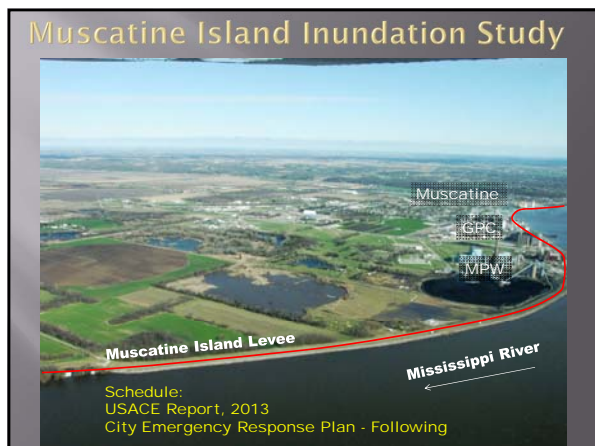 Muscatine Island Inundation Study
Muscatine
GPC
MPW
Muscatine Island Levee
Mississippi River
Schedule:
USACE Report, 2013
City Emergency Response Plan - Following